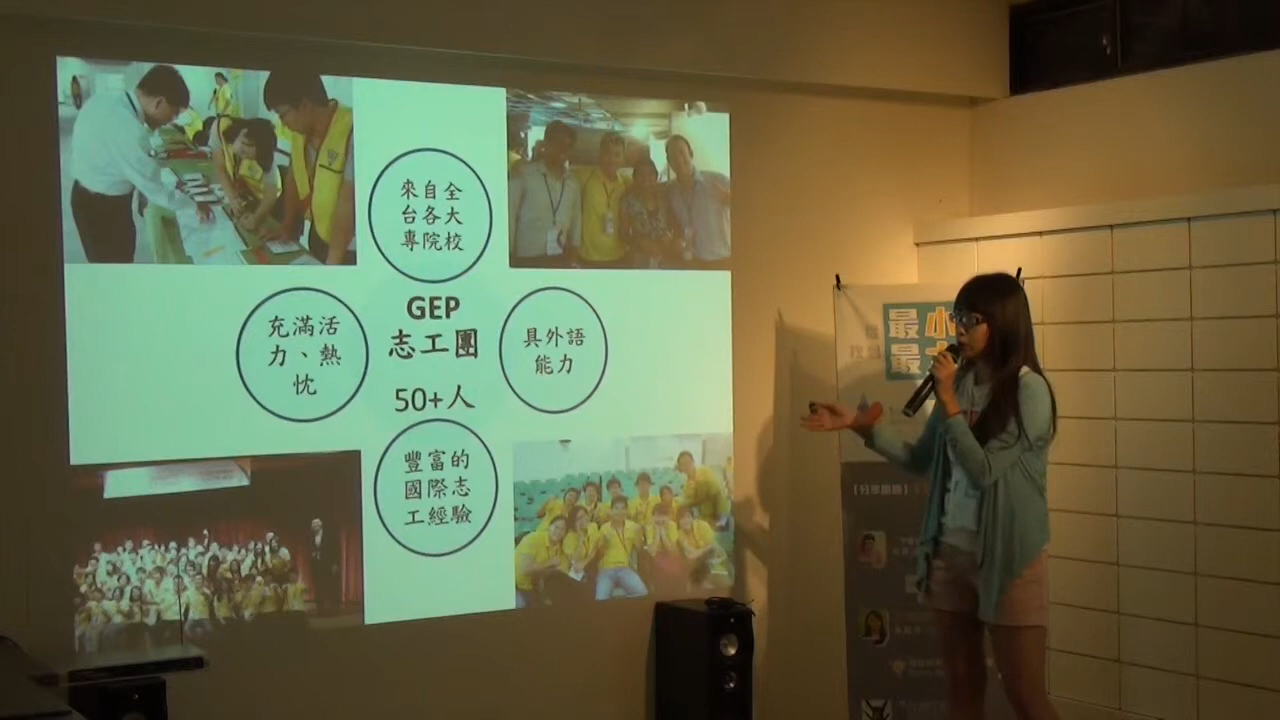 來自全
台各大
專院校
GEP
志工團
50+人
充滿活
力、熱
忱
具外語
能力
豐富的
國際志
工經驗
最小
最